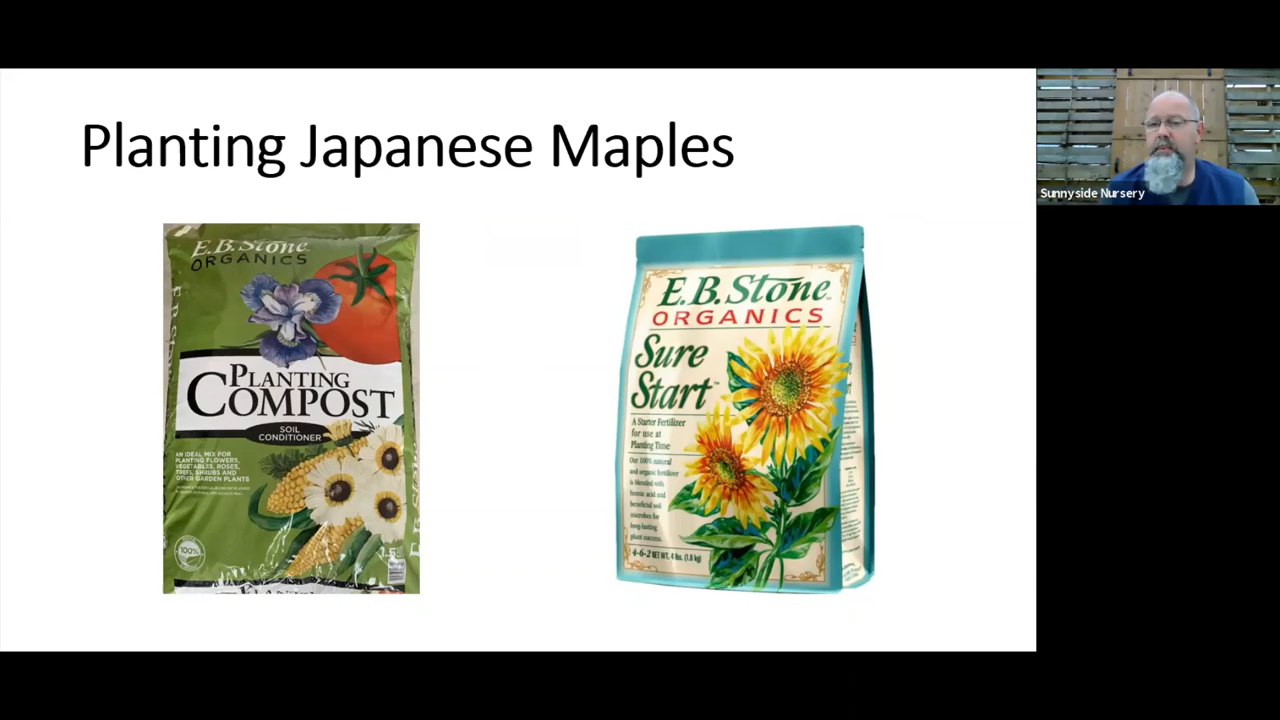 Planting Japanese Maples
E.B. Stone
ORGANICS
PLANTING
COMPOST
SOIL
CONDITIONER
AN IDEAL MIX FOR
PLANTING FLOWERS,
VEGETABLES, ROSES,
TREES, SHRUBS AND
OTHER GARDEN PLANTS
100%
1.5
E.B. Stone
ORGANICS
Sure
Start™
A Starter Fertilizer
for use at
Planting Time
Our 100% natural
and organic fertilizer
is blended with
humic acid and
beneficial soil
microbes for
long-lasting
plant success.
4-6-2 NET WT. 4 lbs. (1.8 kg)
Sunnyside Nursery